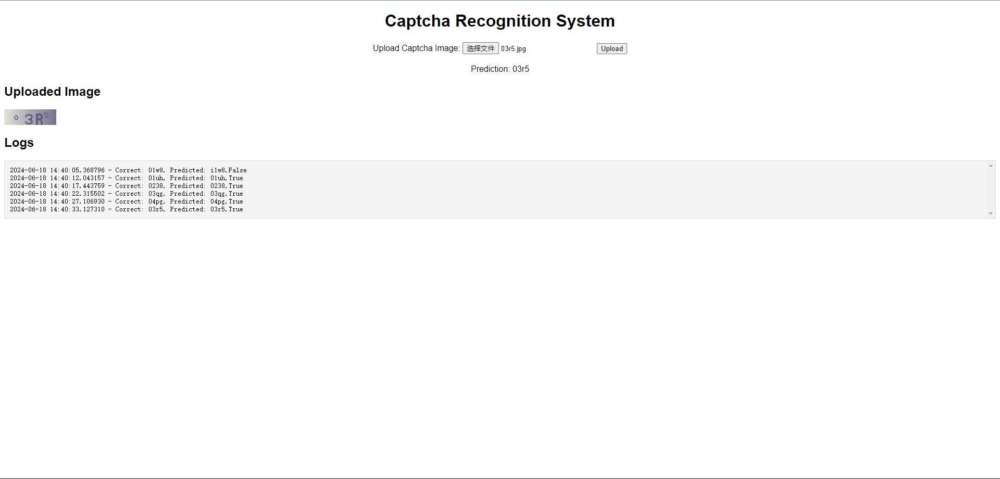 Captcha Recognition System
Upload Captcha Image: 选择文件 03r5.jpg Upload
Prediction: 03r5
Uploaded Image
0 3R5
Logs
2024-06-18 14:40:05.368796 - Correct: 01w8, Predicted: i1w8,False
2024-06-18 14:40:12.043157 - Correct: 01uh, Predicted: 01uh,True
2024-06-18 14:40:17.443759 - Correct: 0238, Predicted: 0238,True
2024-06-18 14:40:22.315502 - Correct: 03qg, Predicted: 03qg,True
2024-06-18 14:40:27.106930 - Correct: 04pg, Predicted: 04pg,True
2024-06-18 14:40:33.127310 - Correct: 03r5, Predicted: 03r5,True